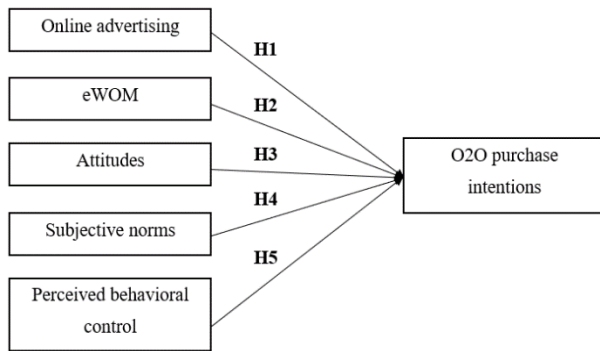 Online advertising
H1
eWOM
H2
Attitudes
H3
O2O purchase
intentions
H4
Subjective norms
H5
Perceived behavioral
control